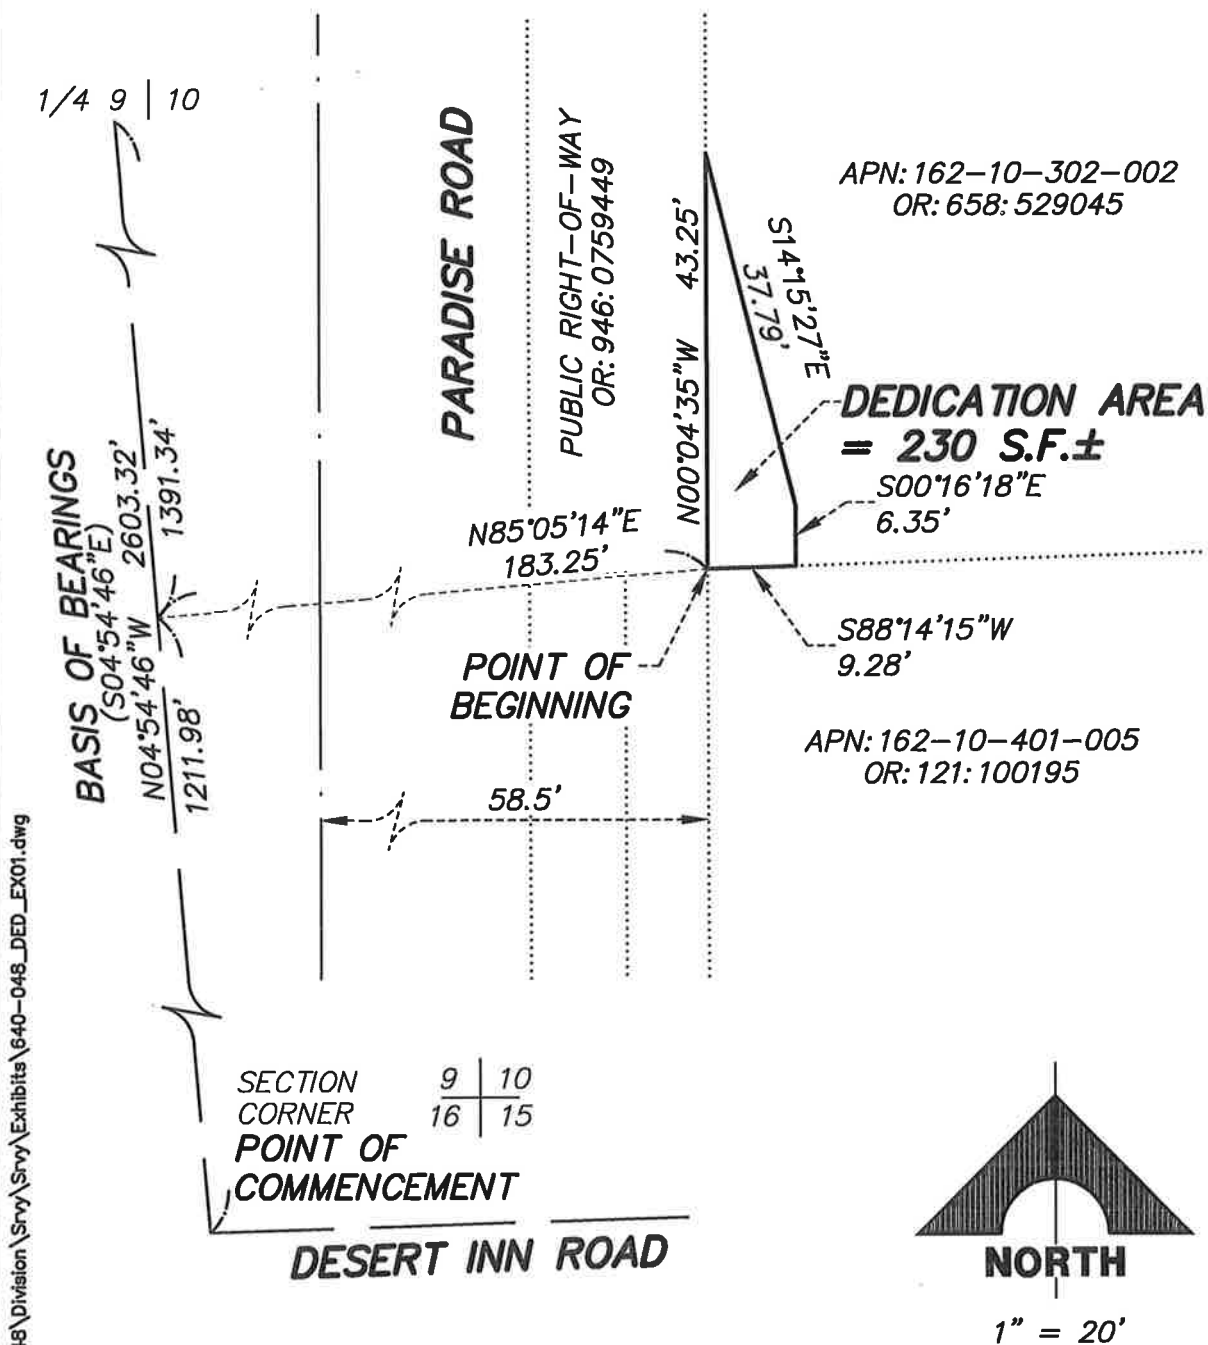 1/4 9 | 10
PARADISE ROAD
PUBLIC RIGHT-OF-WAY
OR: 946: 0759449
N00°04'35"W 43.25'
S14°15'27"E
37.79'
APN: 162-10-302-002
OR: 658: 529045
DEDICATION AREA
= 230 S.F.±
S00°16'18"E
6.35'
BASIS OF BEARINGS
(S04°54'46"E)
N04°54'46"W 2603.32'
1211.98' 1391.34'
N85°05'14"E
183.25'
POINT OF
BEGINNING
S88°14'15"W
9.28'
APN: 162-10-401-005
OR: 121: 100195
58.5'
SECTION 9 | 10
CORNER 16 | 15
POINT OF
COMMENCEMENT
DESERT INN ROAD
NORTH
1" = 20'
48\Division\Srvy\Srvy\Exhibits\640-048_DED_EX01.dwg